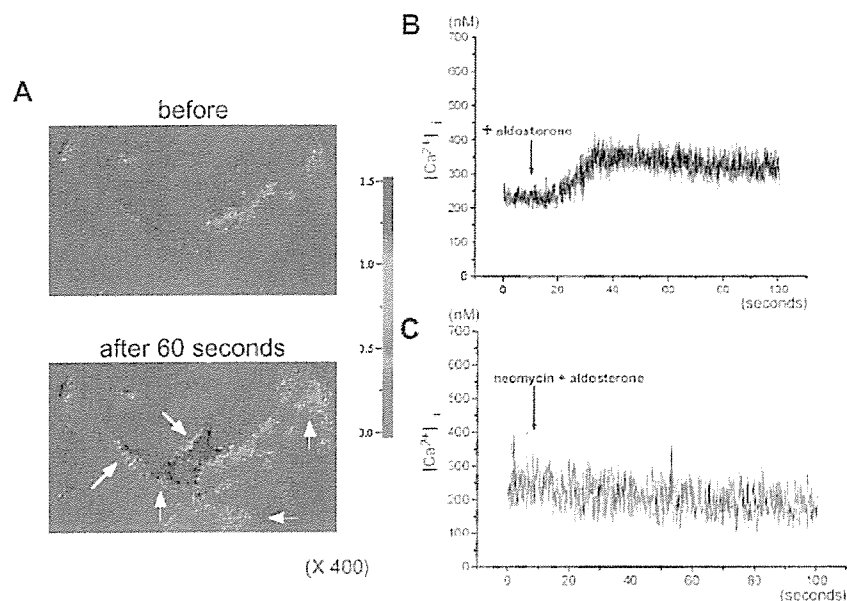 A
before
after 60 seconds
(X 400)
1.5
1.0
0.5
0.0
B
(nM)
700
600
500
400
300
200
100
0
[Ca2+] i
+ aldosterone
0 20 40 60 80 100
(seconds)
C
(nM)
700
600
500
400
300
200
100
0
[Ca2+] i
neomycin + aldosterone
0 20 40 60 80 100
(seconds)